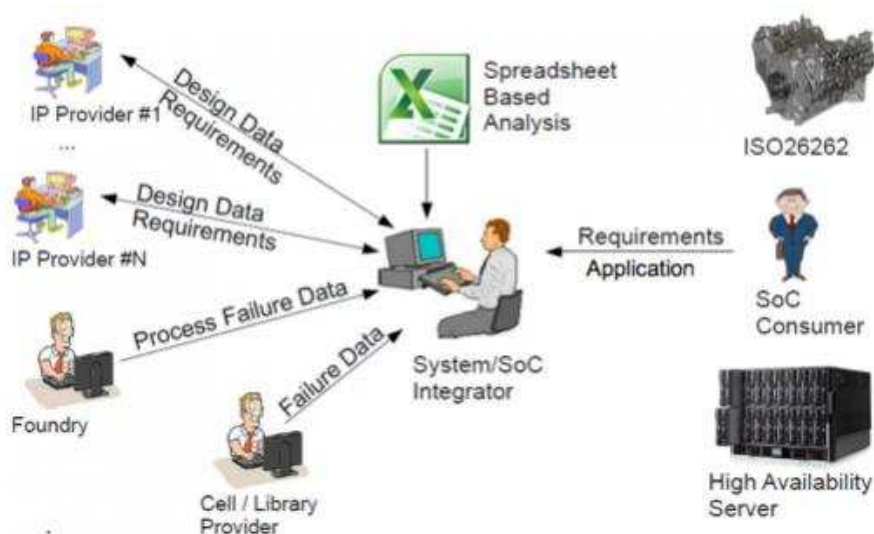 IP Provider #1
...
IP Provider #N
Design Data
Requirements
Design Data
Requirements
Process Failure Data
Failure Data
Foundry
Cell / Library
Provider
Spreadsheet
Based
Analysis
System/SoC
Integrator
Requirements
Application
ISO26262
SoC
Consumer
High Availability
Server